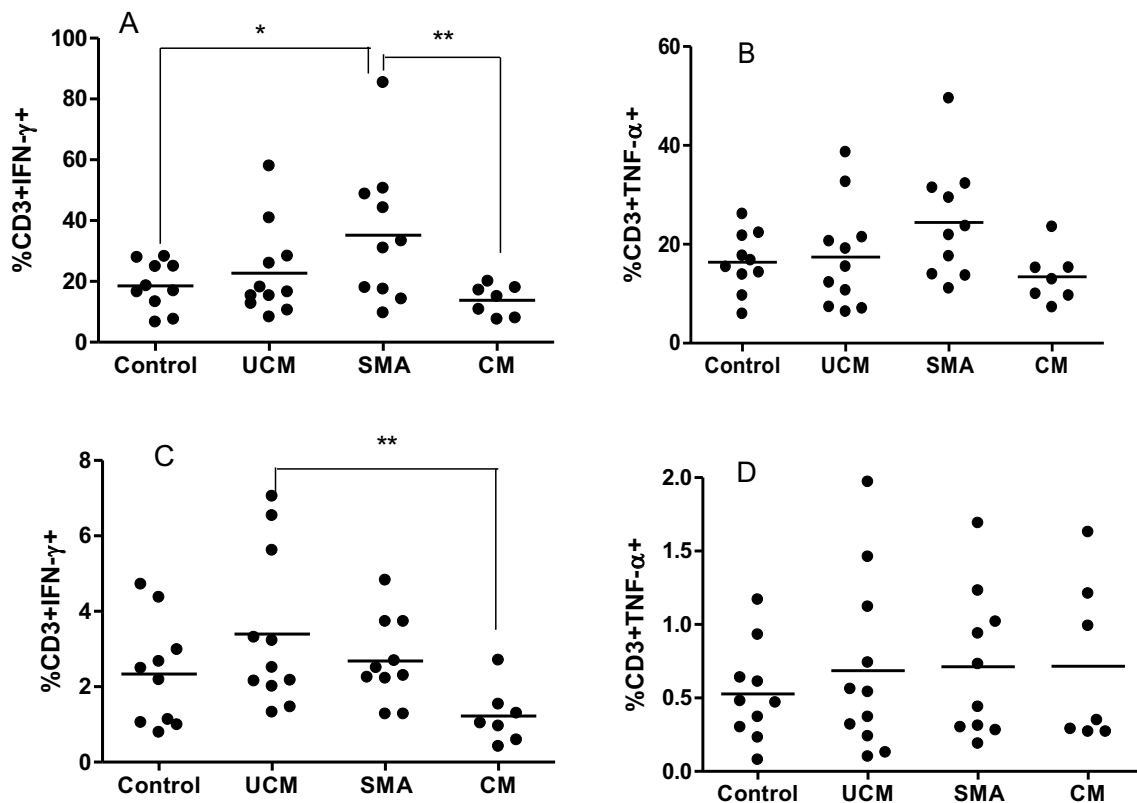 A
* **
%CD3+IFN-γ+
100
80
60
40
20
0
Control UCM SMA CM
B
%CD3+TNF-α+
60
40
20
0
Control UCM SMA CM
C
**
%CD3+IFN-γ+
8
6
4
2
0
Control UCM SMA CM
D
%CD3+TNF-α+
2.0
1.5
1.0
0.5
0.0
Control UCM SMA CM